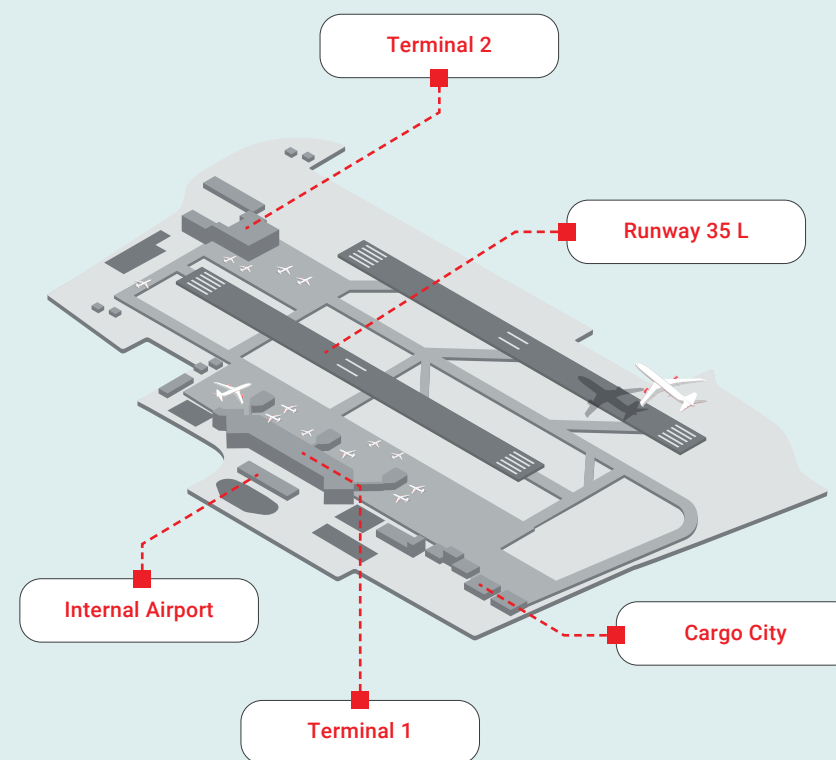 Terminal 2
Runway 35 L
Internal Airport
Cargo City
Terminal 1